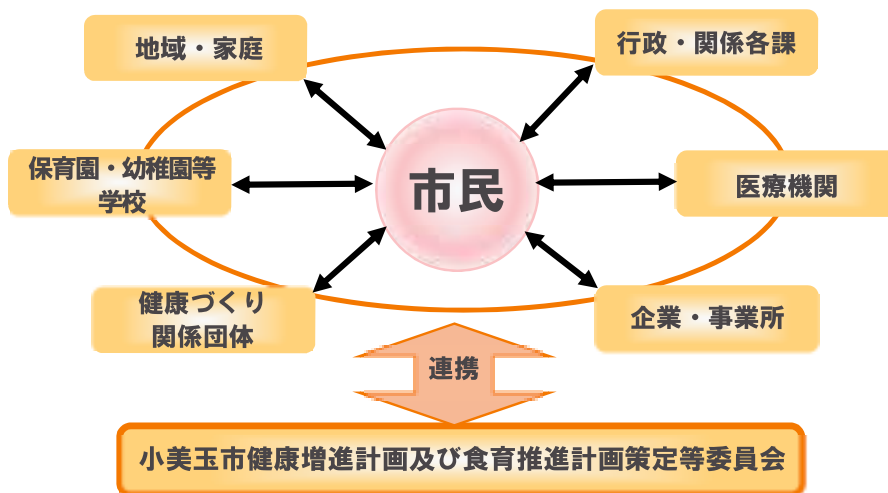 地域・家庭
行政・関係各課
保育園・幼稚園等
学校
市民
医療機関
健康づくり
関係団体
企業・事業所
連携
小美玉市健康増進計画及び食育推進計画策定等委員会